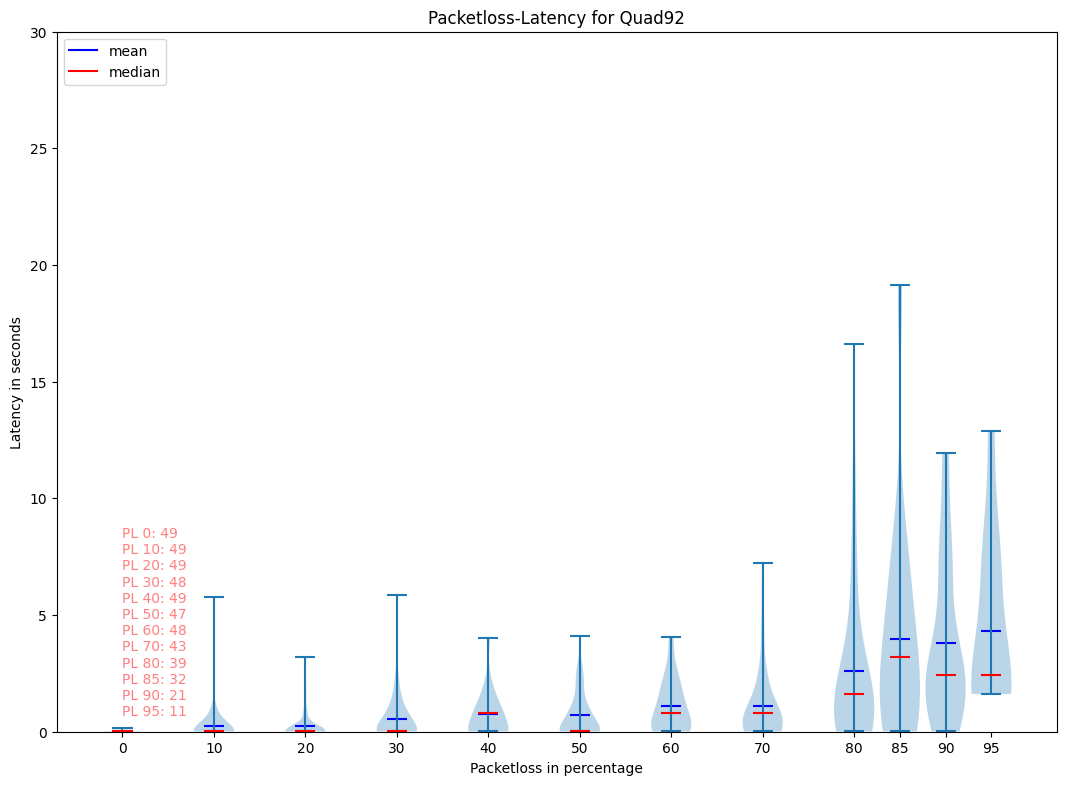 Packetloss-Latency for Quad92
mean
median
30
25
20
15
10
5
0
Latency in seconds
PL 0: 49
PL 10: 49
PL 20: 49
PL 30: 48
PL 40: 49
PL 50: 47
PL 60: 48
PL 70: 43
PL 80: 39
PL 85: 32
PL 90: 21
PL 95: 11
0 10 20 30 40 50 60 70 80 85 90 95
Packetloss in percentage